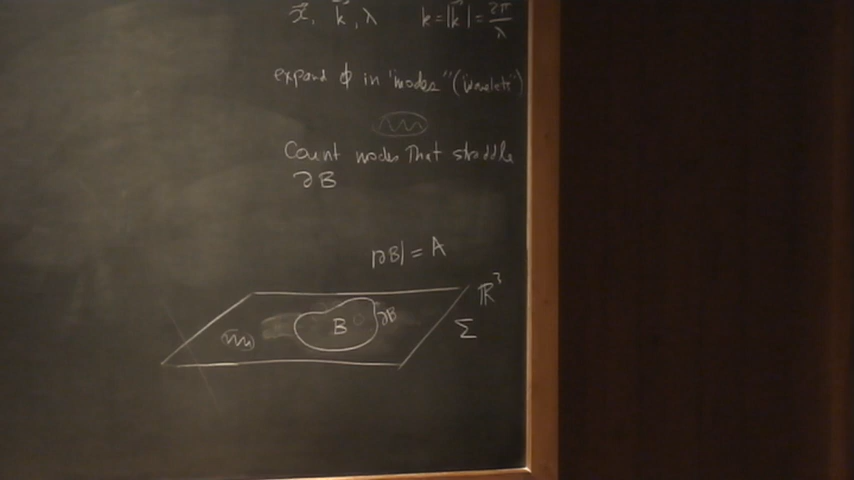 x⃗, k⃗, λ k=|k⃗|=2π/λ
expand ϕ in "modes" ("wavelets")
Count modes that straddle
∂B
|∂B| = A
ℝ³
B ∂B
Σ